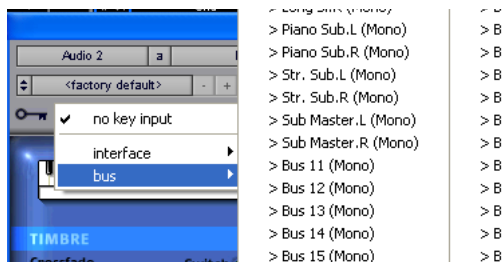 Audio 2
a
<factory default>
- +
no key input
interface
bus
TIMBRE
> Piano Sub.L (Mono)
> Piano Sub.R (Mono)
> Str. Sub.L (Mono)
> Str. Sub.R (Mono)
> Sub Master.L (Mono)
> Sub Master.R (Mono)
> Bus 11 (Mono)
> Bus 12 (Mono)
> Bus 13 (Mono)
> Bus 14 (Mono)
> Bus 15 (Mono)
> B
> B
> B
> B
> B
> B
> B
> B
> B
> B
> B